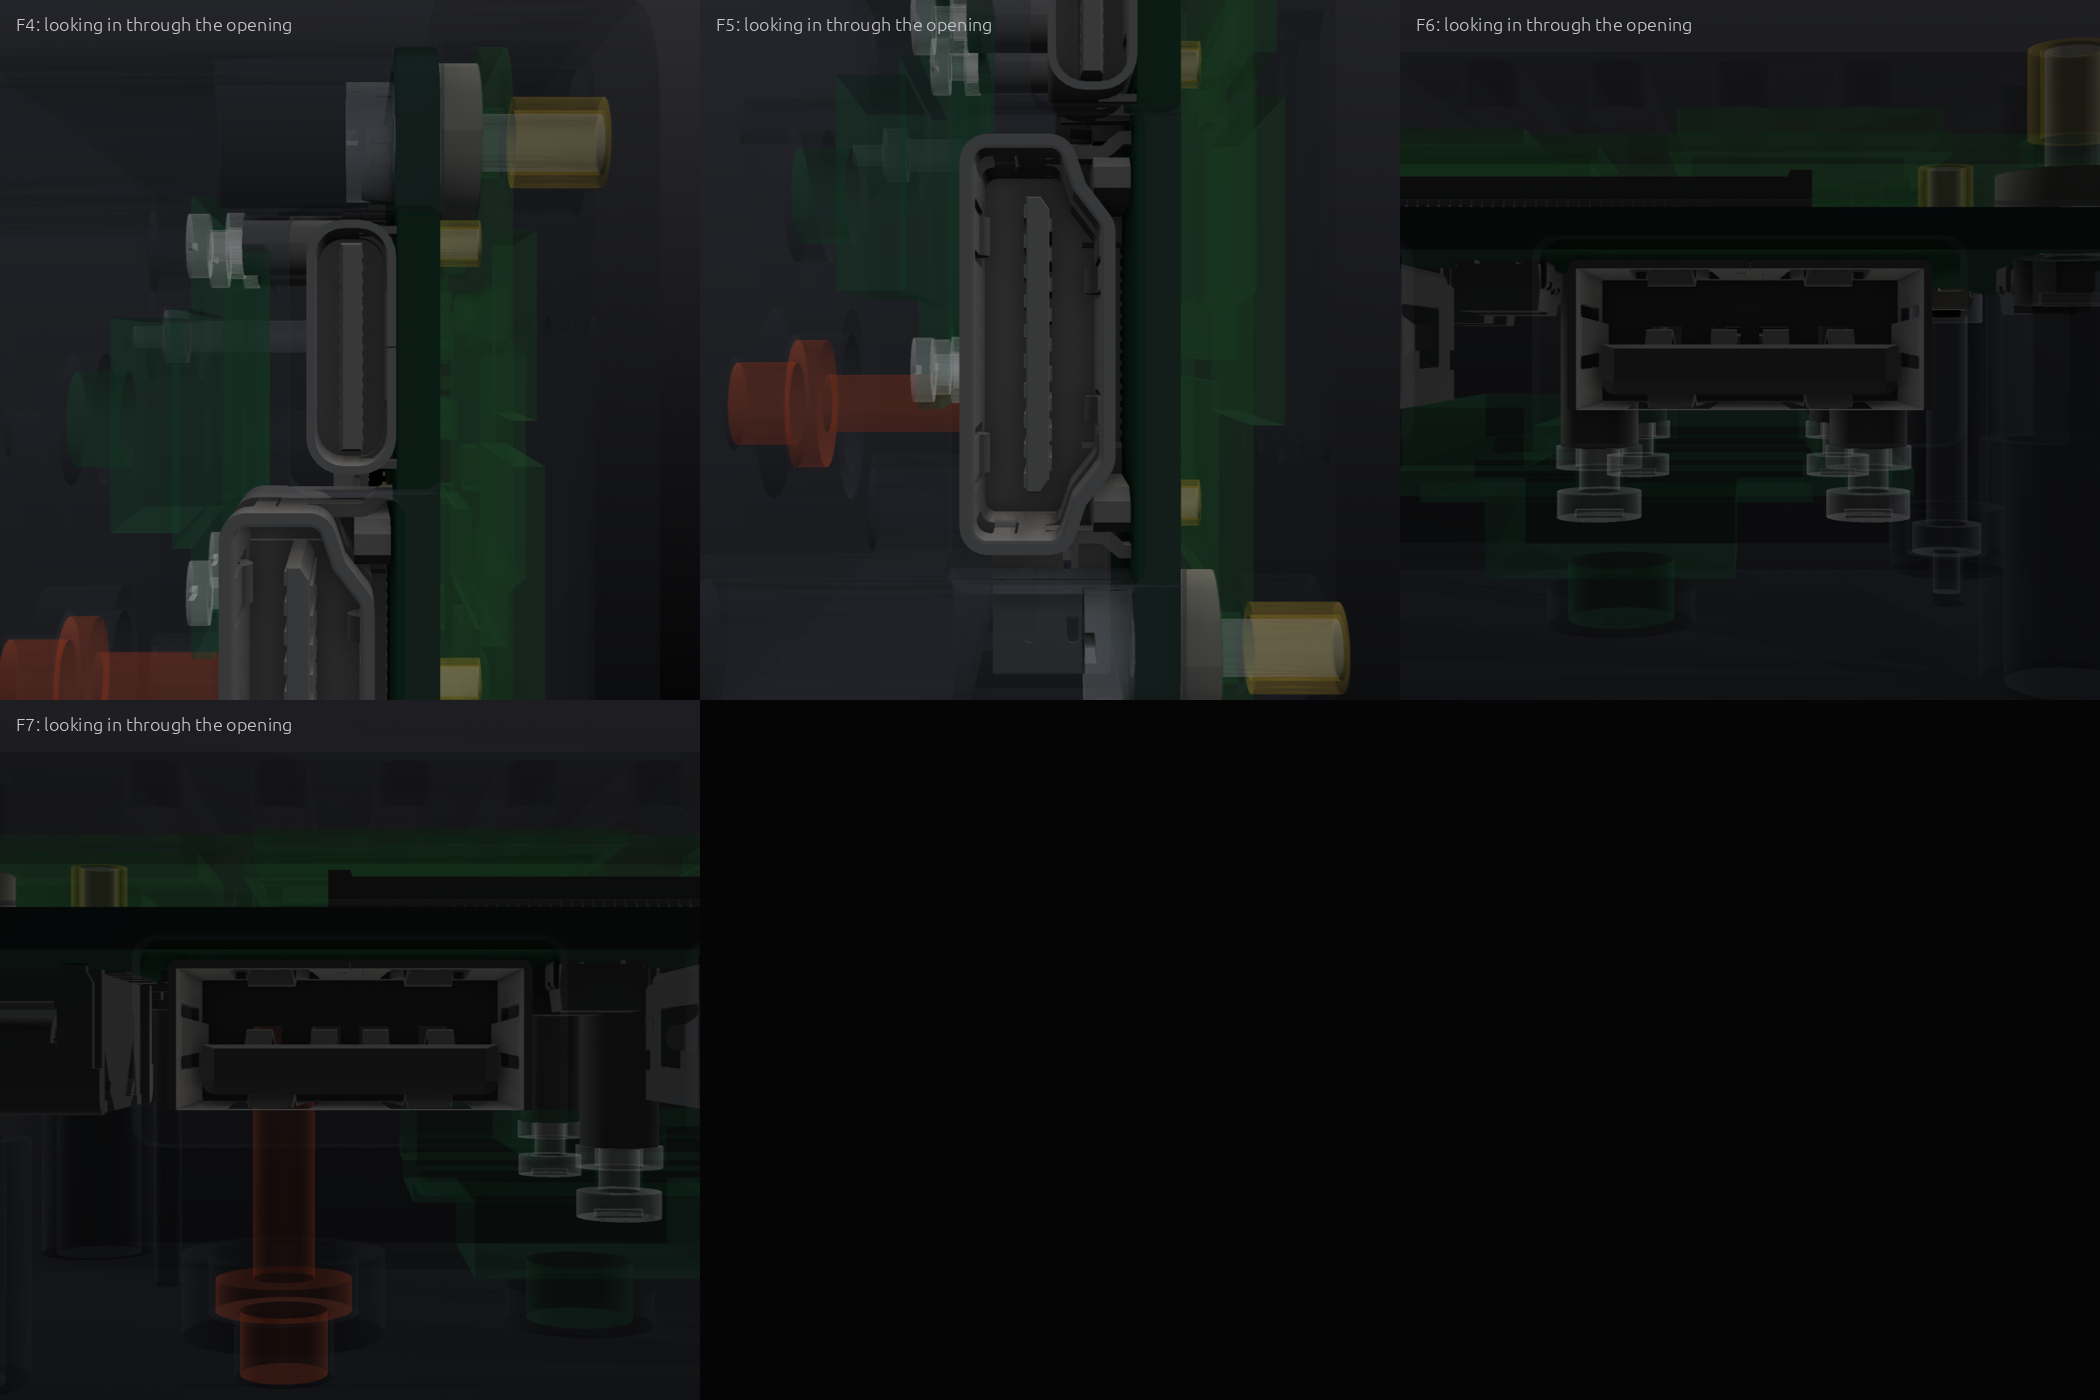 F4: looking in through the opening
F5: looking in through the opening
F6: looking in through the opening
F7: looking in through the opening